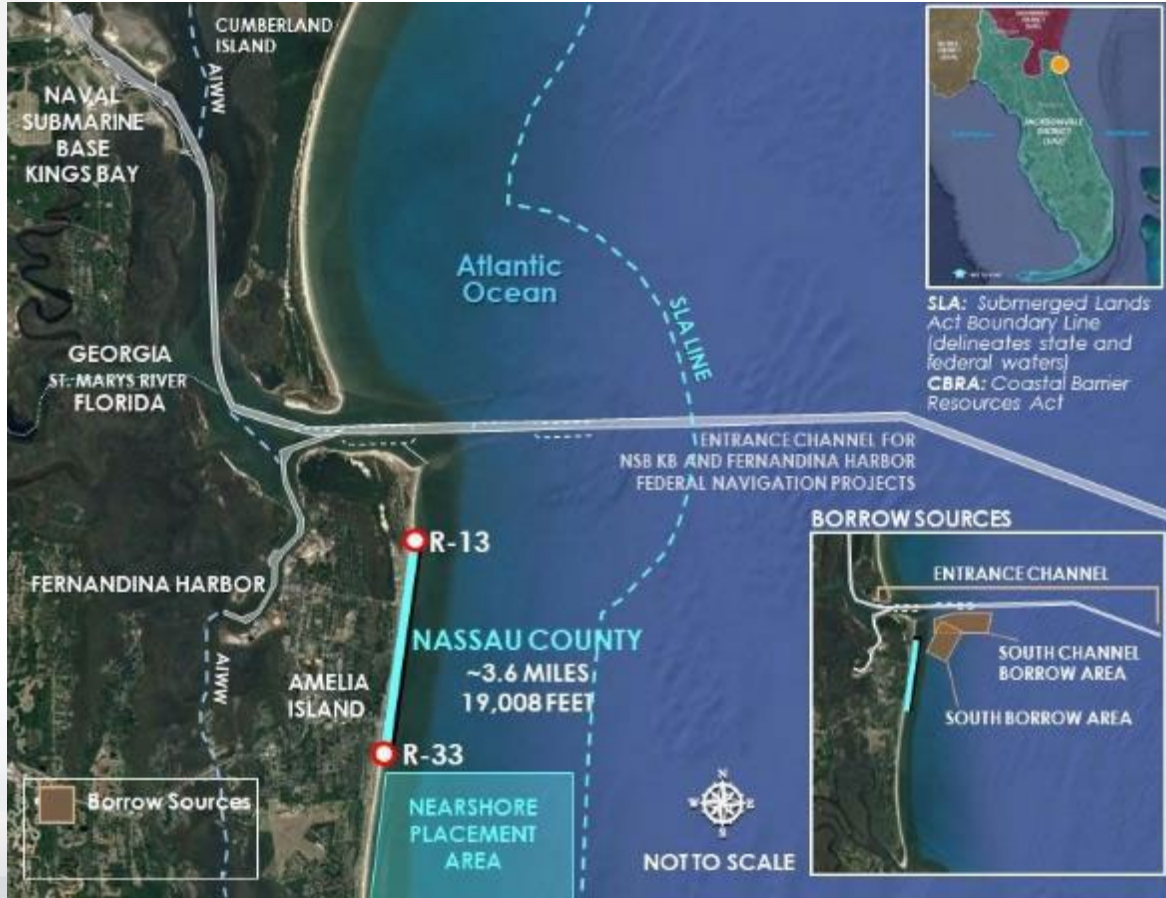 CUMBERLAND
ISLAND
AIWW
NAVAL
SUBMARINE
BASE
KINGS BAY
Atlantic
Ocean
SLA LINE
GEORGIA
ST. MARYS RIVER
FLORIDA
ENTRANCE CHANNEL FOR
NSB KB AND FERNANDINA HARBOR
FEDERAL NAVIGATION PROJECTS
R-13
FERNANDINA HARBOR
NASSAU COUNTY
~3.6 MILES
19,008 FEET
AIWW
AMELIA
ISLAND
R-33
NEARSHORE
PLACEMENT
AREA
Borrow Sources
N
W E
S
NOT TO SCALE
JACKSONVILLE
DISTRICT
SLA: Submerged Lands
Act Boundary Line
(delineates state and
federal waters)
CBRA: Coastal Barrier
Resources Act
BORROW SOURCES
ENTRANCE CHANNEL
SOUTH CHANNEL
BORROW AREA
SOUTH BORROW AREA